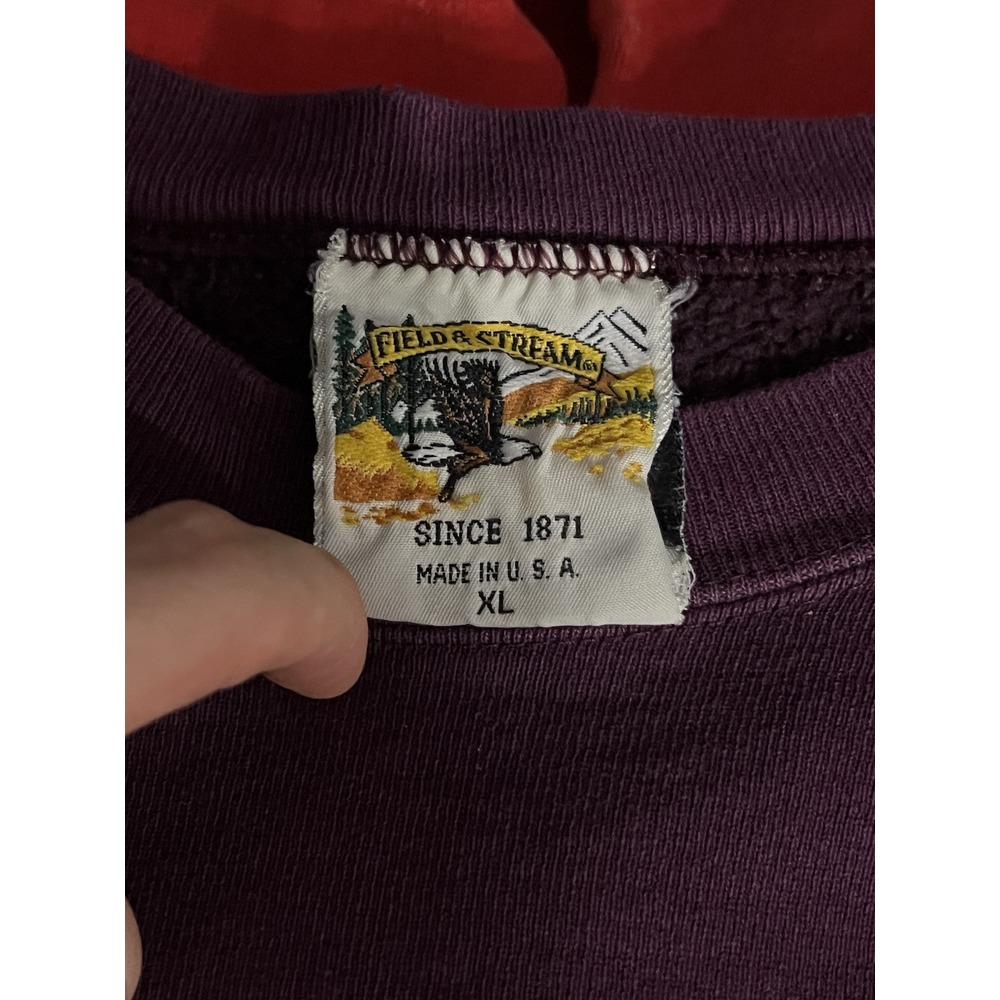 FIELD & STREAM
SINCE 1871
MADE IN U. S. A.
XL